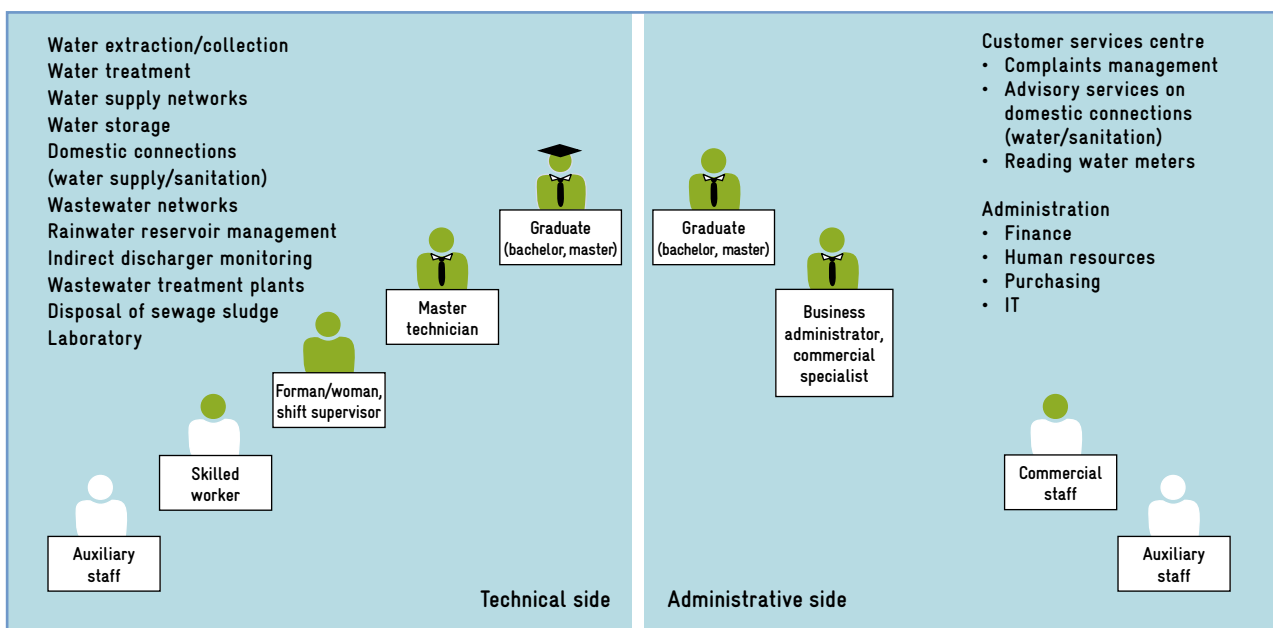 Water extraction/collection
Water treatment
Water supply networks
Water storage
Domestic connections
(water supply/sanitation)
Wastewater networks
Rainwater reservoir management
Indirect discharger monitoring
Wastewater treatment plants
Disposal of sewage sludge
Laboratory
Graduate
(bachelor, master)
Master
technician
Forman/woman,
shift supervisor
Skilled
worker
Auxiliary
staff
Technical side
Customer services centre
• Complaints management
• Advisory services on
domestic connections
(water/sanitation)
• Reading water meters
Administration
• Finance
• Human resources
• Purchasing
• IT
Graduate
(bachelor, master)
Business
administrator,
commercial
specialist
Commercial
staff
Auxiliary
staff
Administrative side